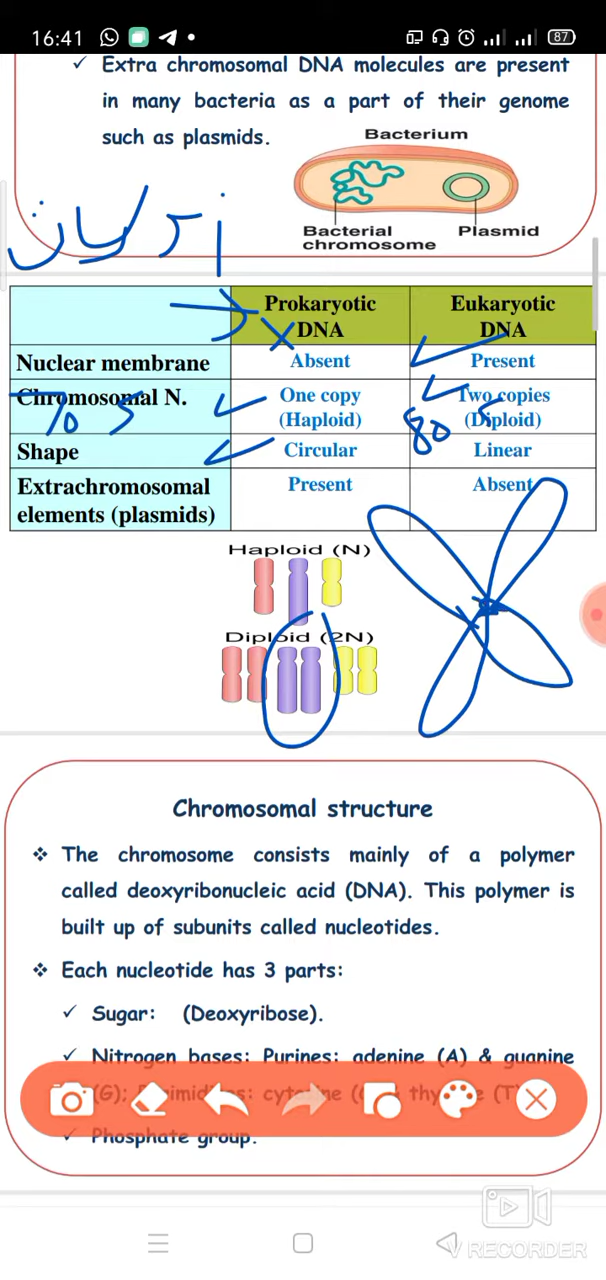 16:41
87
✓ Extra chromosomal DNA molecules are present
in many bacteria as a part of their genome
such as plasmids.
Bacterium
Bacterial
chromosome
Plasmid
Prokaryotic
DNA
Eukaryotic
DNA
Nuclear membrane
Absent
Present
Chromosomal N.
One copy
(Haploid)
Two copies
(Diploid)
70 S
80 S
Shape
Circular
Linear
Extrachromosomal
elements (plasmids)
Present
Absent
Haploid (N)
Diploid (2N)
Chromosomal structure
❖ The chromosome consists mainly of a polymer
called deoxyribonucleic acid (DNA). This polymer is
built up of subunits called nucleotides.
❖ Each nucleotide has 3 parts:
✓ Sugar: (Deoxyribose).
✓ Nitrogen bases: Purines: adenine (A) & guanine
(G);
✓ Phosphate group.
V RECORDER